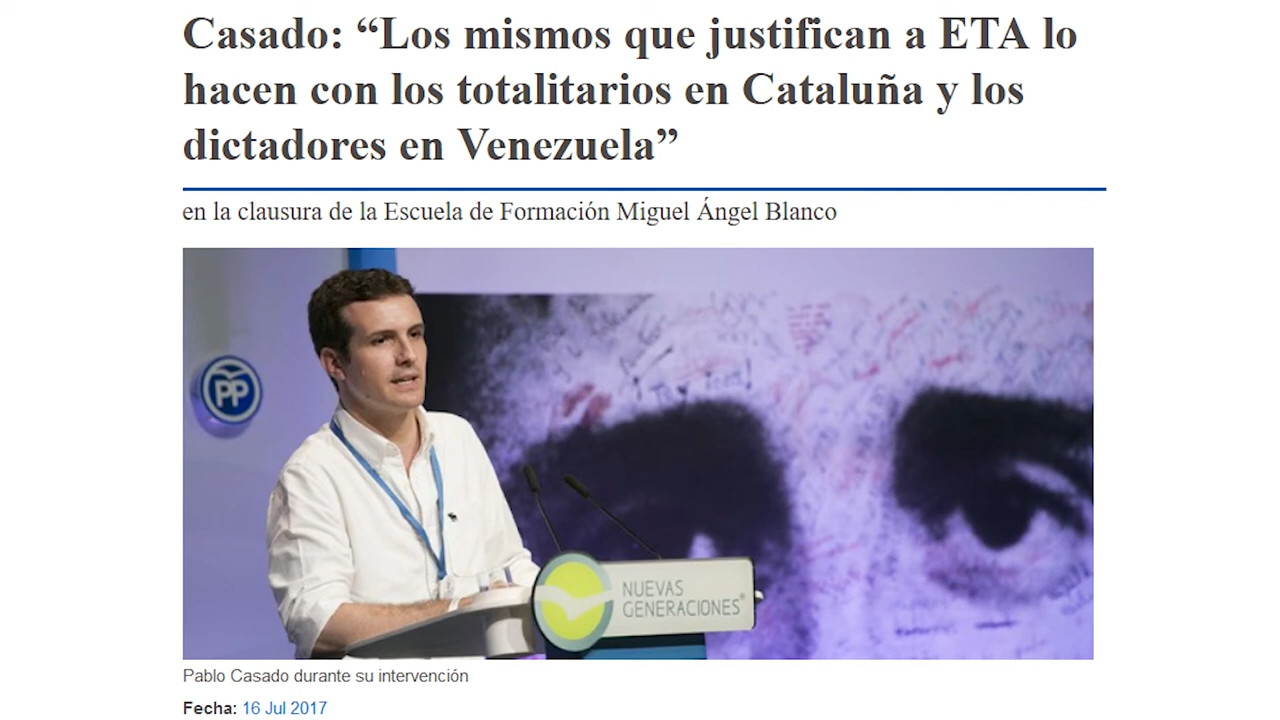 Casado: “Los mismos que justifican a ETA lo
hacen con los totalitarios en Cataluña y los
dictadores en Venezuela”
en la clausura de la Escuela de Formación Miguel Ángel Blanco
PP
NUEVAS
GENERACIONES
Pablo Casado durante su intervención
Fecha: 16 Jul 2017